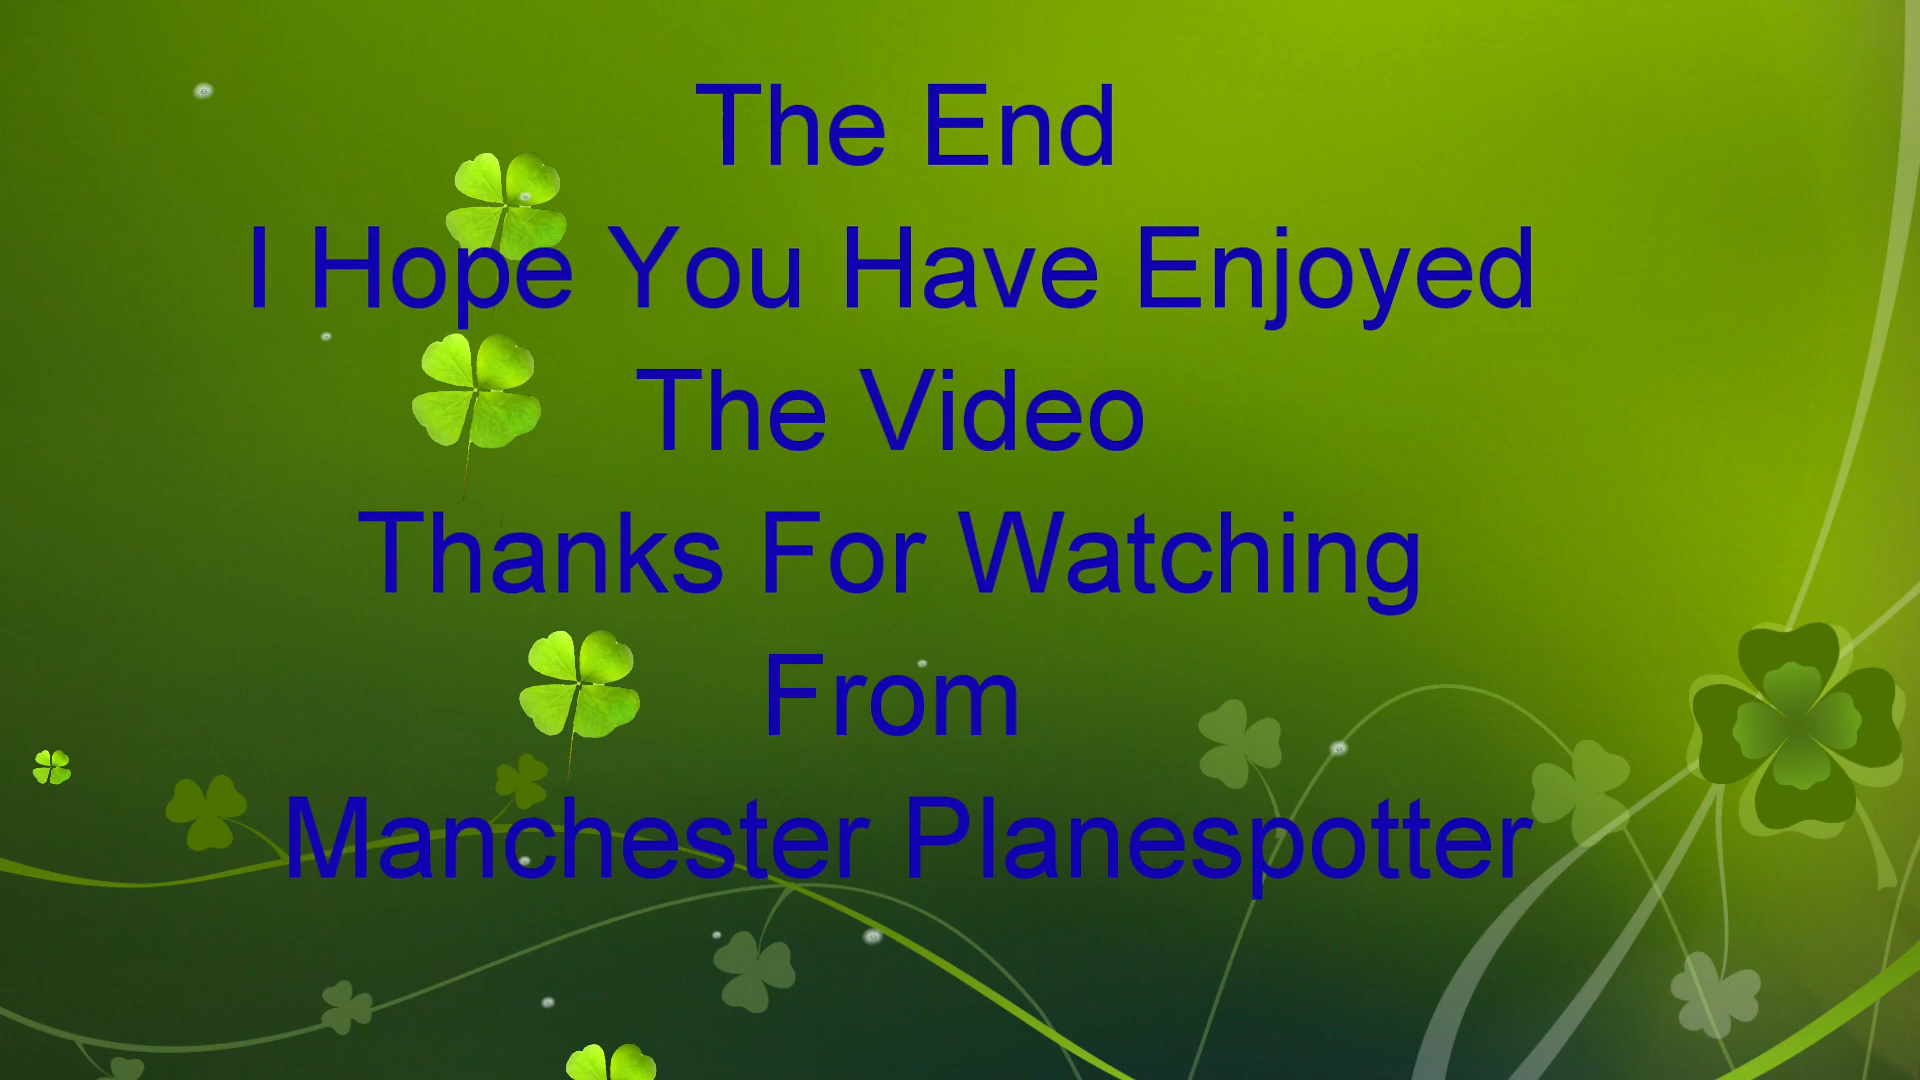 The End
I Hope You Have Enjoyed
The Video
Thanks For Watching
From
Manchester Planespotter